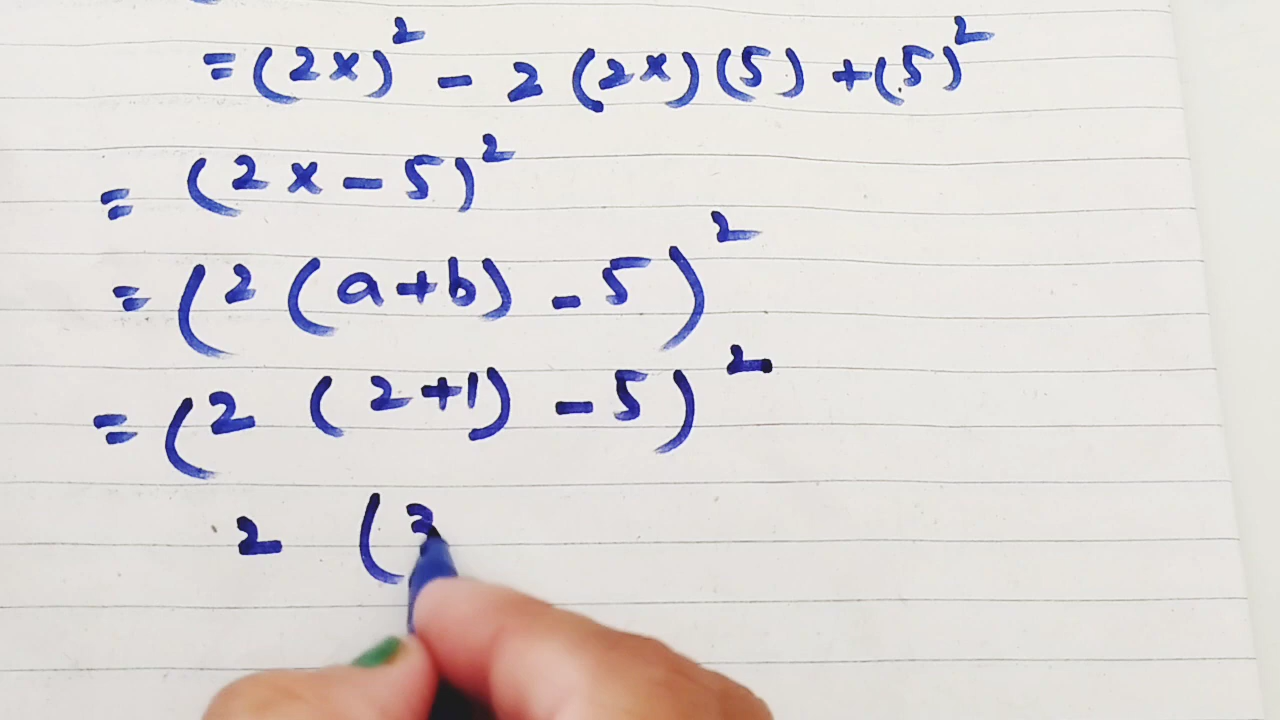 = (2x)² - 2 (2x) (5) + (5)²
= (2x - 5)²
= (2 (a+b) - 5)²
= (2 (2+1) - 5)²
2 (3